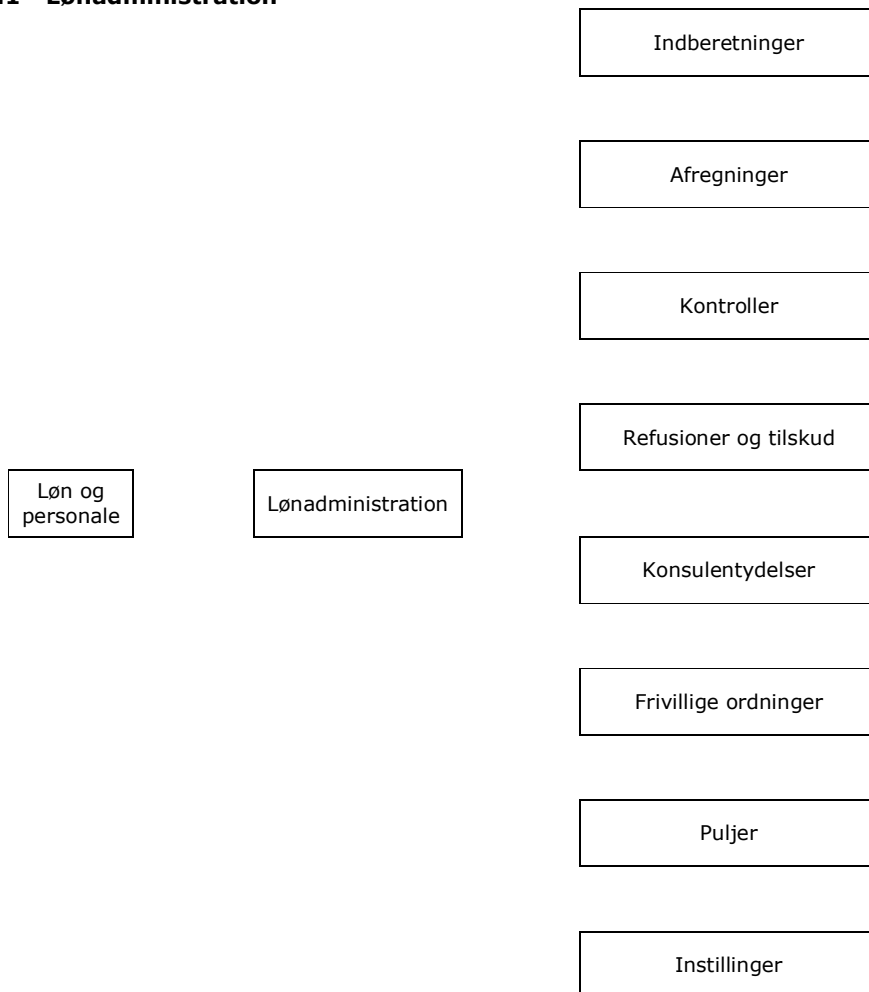 Lønadministration
Indberetninger
Afregninger
Kontroller
Refusioner og tilskud
Løn og
personale
Lønadministration
Konsulentydelser
Frivillige ordninger
Puljer
Instillinger